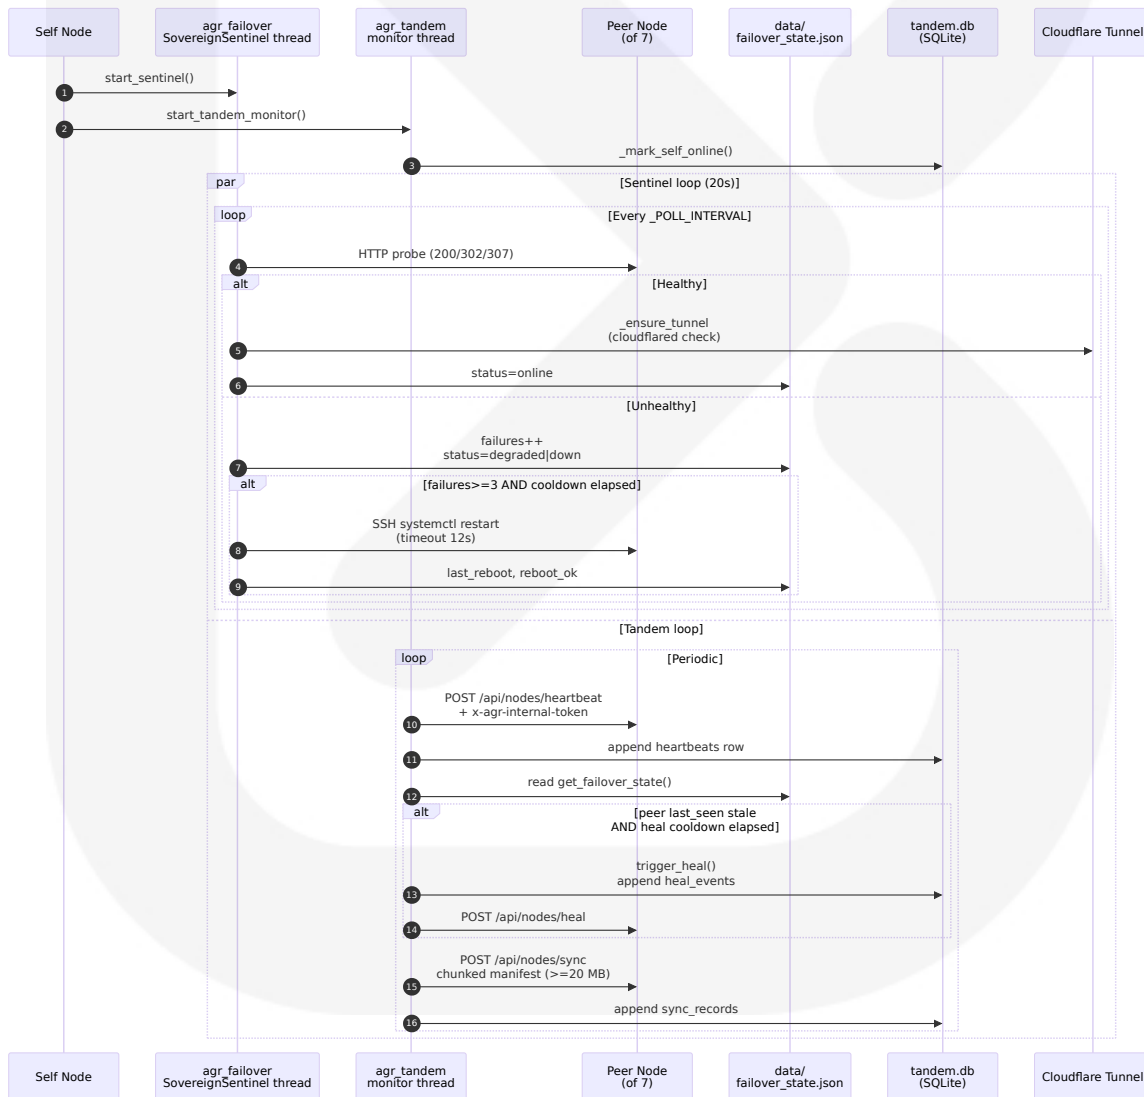 Self Node
agr_failover
SovereignSentinel thread
agr_tandem
monitor thread
Peer Node
(of 7)
data/
failover_state.json
tandem.db
(SQLite)
Cloudflare Tunnel
start_sentinel()
1
start_tandem_monitor()
2
_mark_self_online()
3
par
[Sentinel loop (20s)]
loop
[Every _POLL_INTERVAL]
HTTP probe (200/302/307)
4
alt
[Healthy]
_ensure_tunnel
(cloudflared check)
5
status=online
6
[Unhealthy]
failures++
status=degraded|down
7
alt
[failures>=3 AND cooldown elapsed]
SSH systemctl restart
(timeout 12s)
8
last_reboot, reboot_ok
9
[Tandem loop]
loop
[Periodic]
POST /api/nodes/heartbeat
+ x-agr-internal-token
10
append heartbeats row
11
read get_failover_state()
12
alt
[peer last_seen stale
AND heal cooldown elapsed]
trigger_heal()
append heal_events
13
POST /api/nodes/heal
14
POST /api/nodes/sync
chunked manifest (>=20 MB)
15
append sync_records
16
Self Node
agr_failover
SovereignSentinel thread
agr_tandem
monitor thread
Peer Node
(of 7)
data/
failover_state.json
tandem.db
(SQLite)
Cloudflare Tunnel